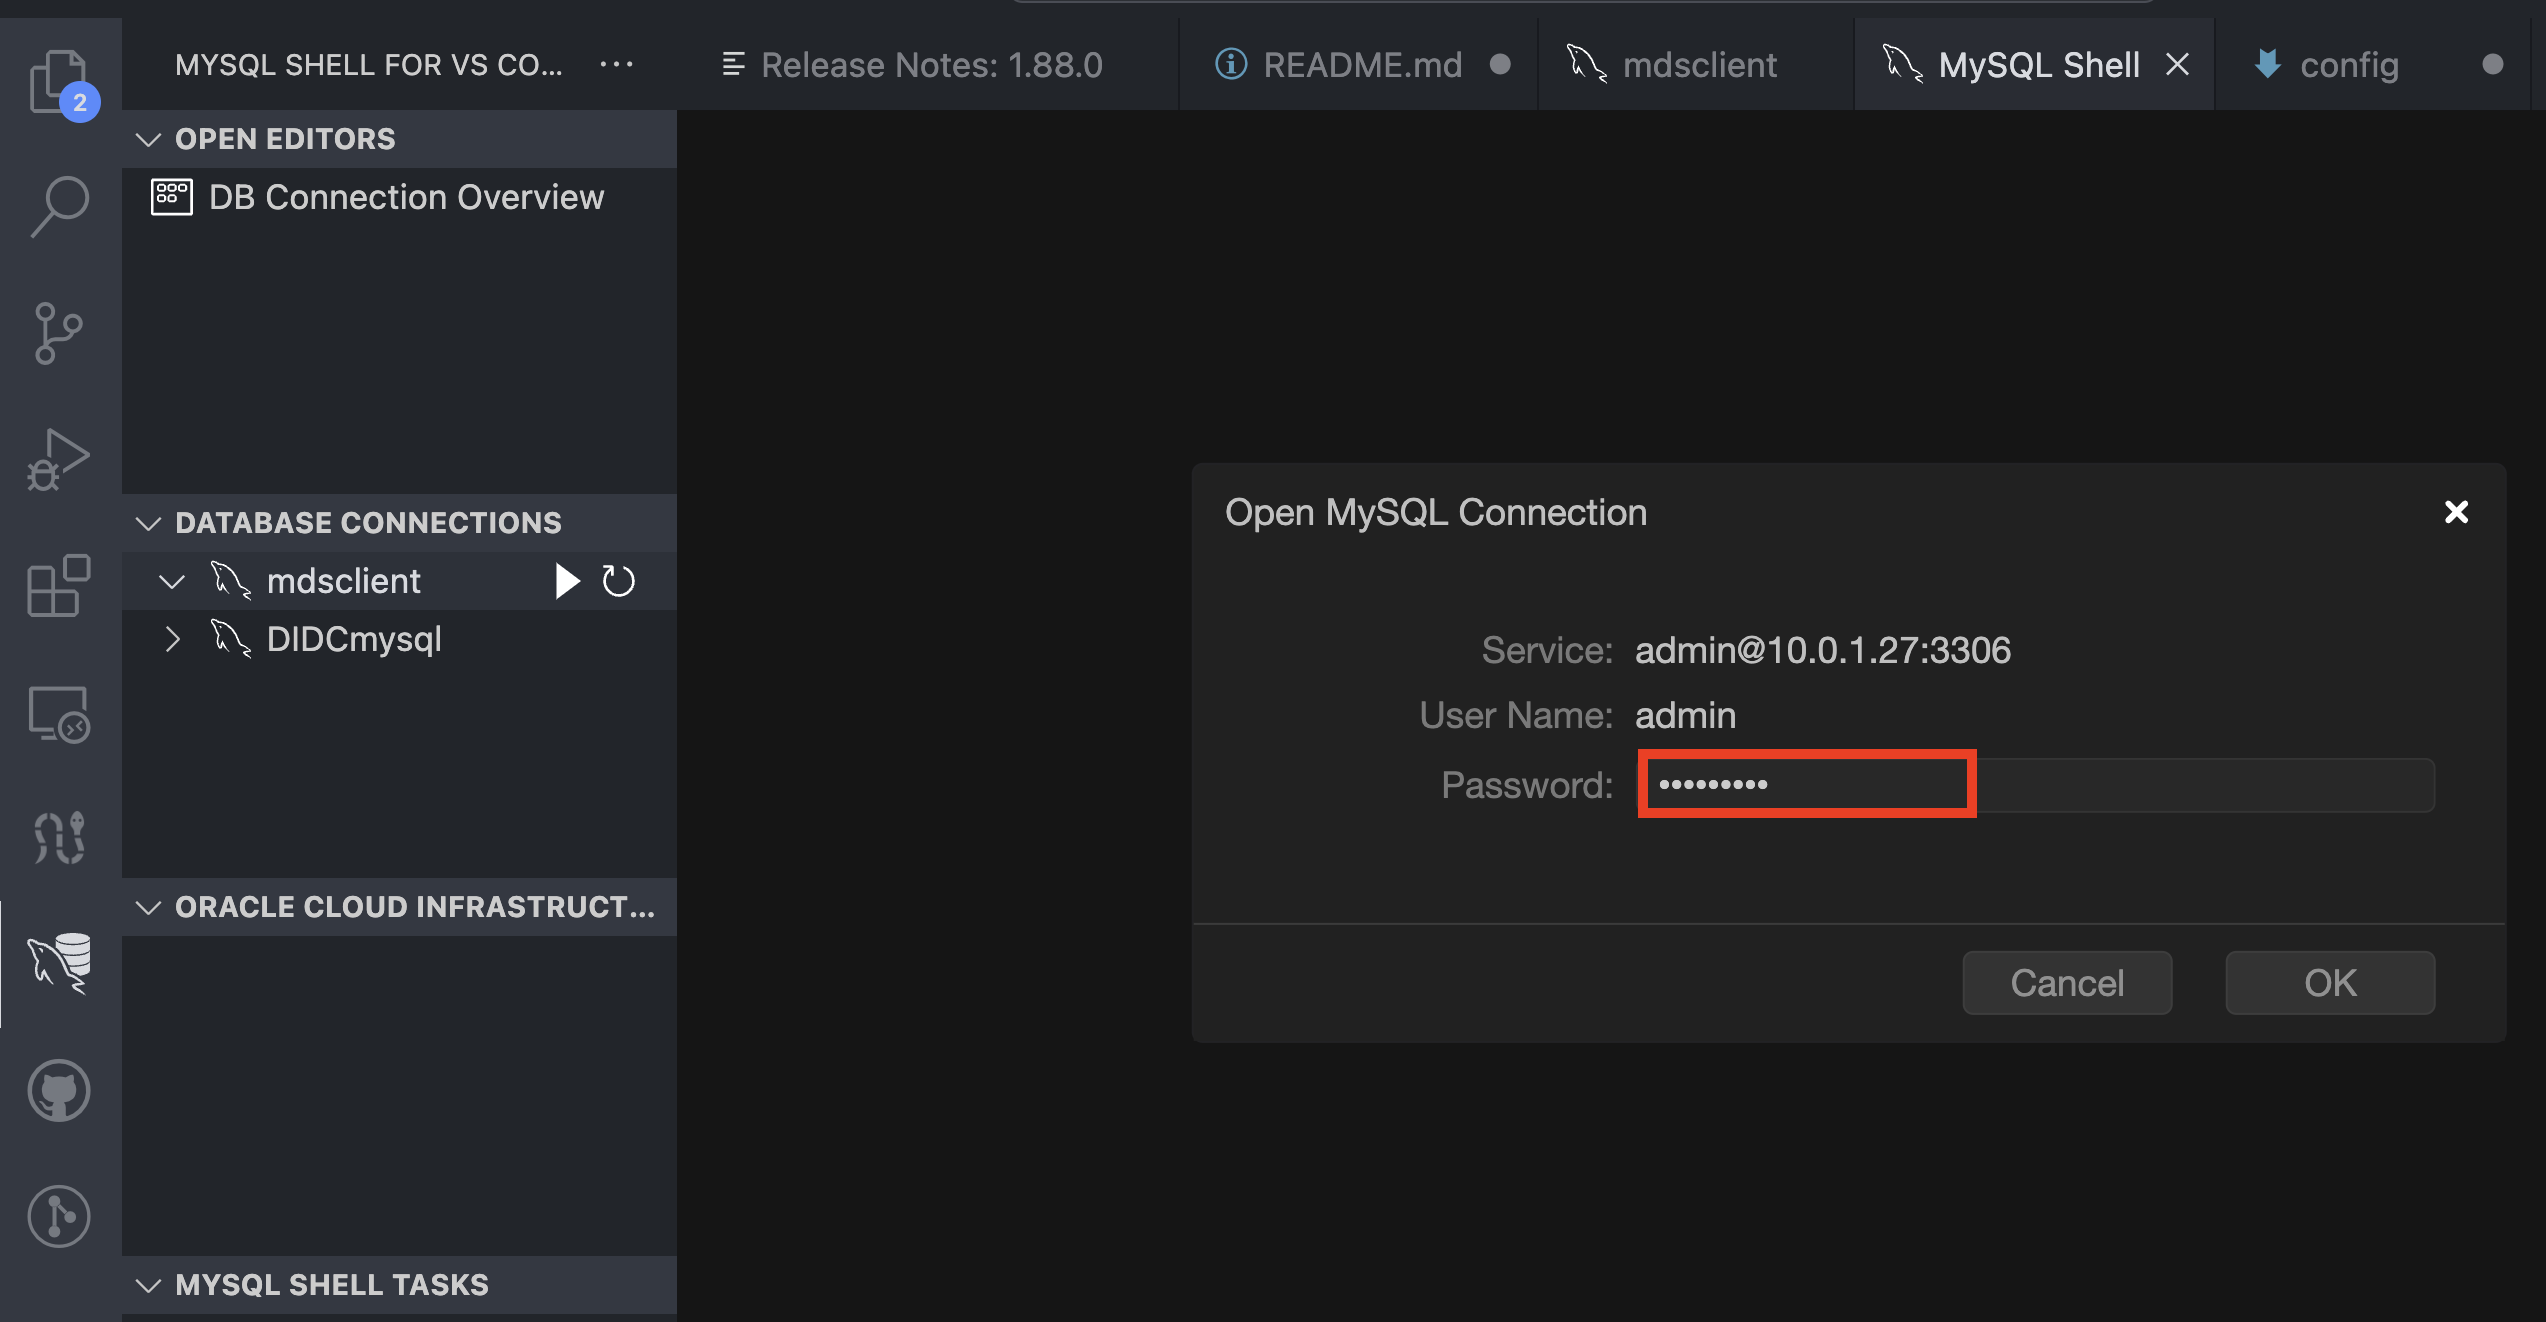 MYSQL SHELL FOR VS CO... ···
Release Notes: 1.88.0
README.md
mdsclient
MySQL Shell
config
2
OPEN EDITORS
DB Connection Overview
DATABASE CONNECTIONS
mdsclient
DIDCmysql
ORACLE CLOUD INFRASTRUCT...
MYSQL SHELL TASKS
Open MySQL Connection
Service: admin@10.0.1.27:3306
User Name: admin
Password: •••••••••
Cancel OK